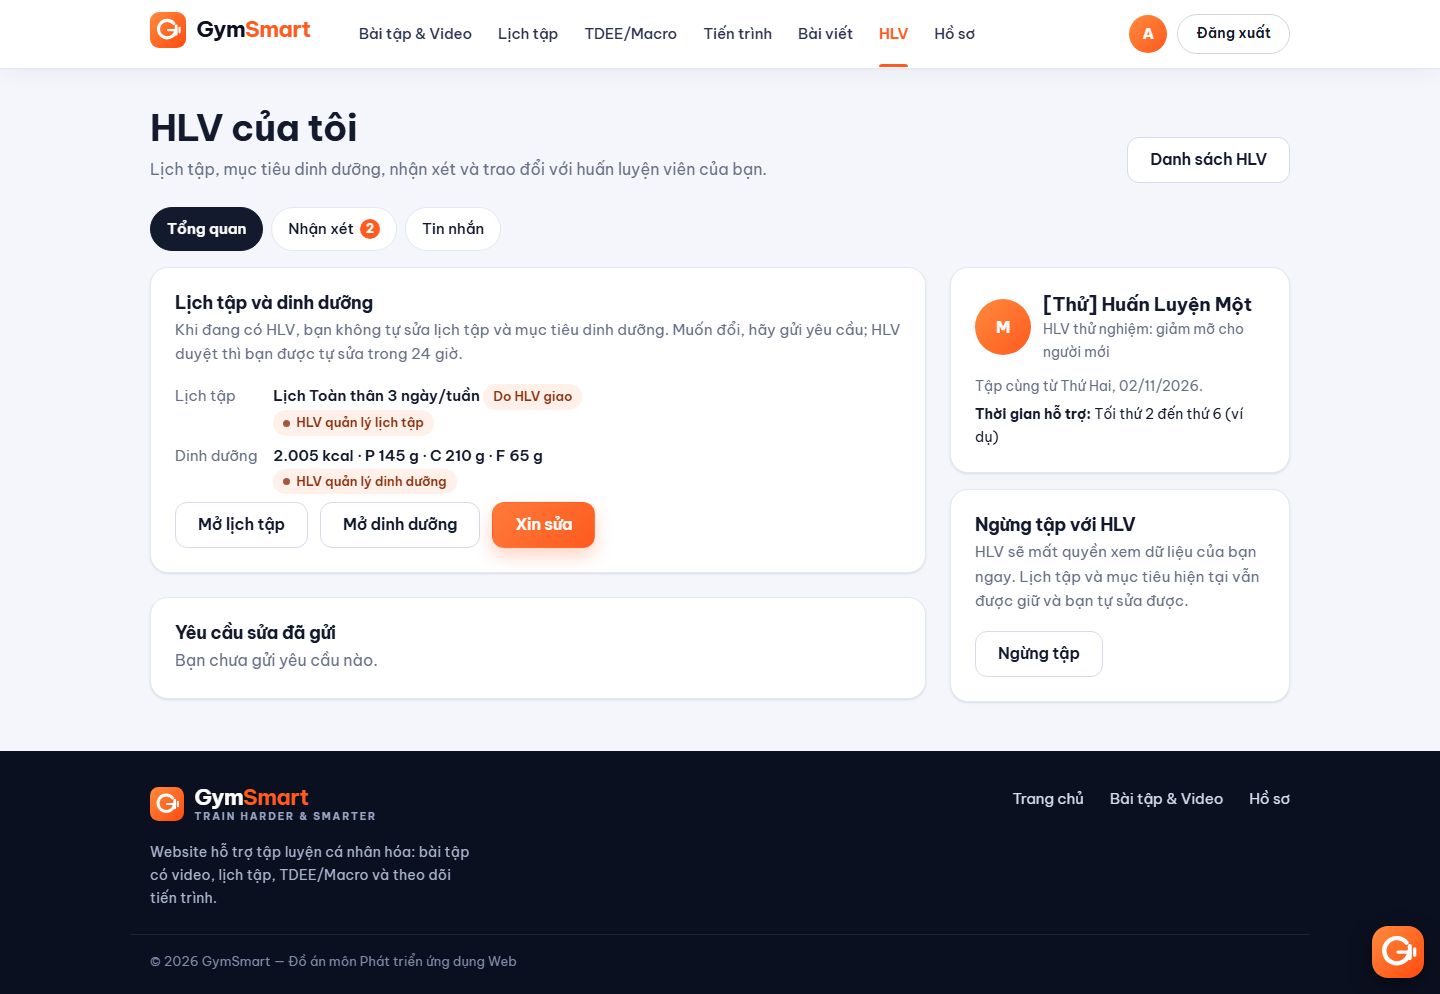 GymSmart
Bài tập & Video
Lịch tập
TDEE/Macro
Tiến trình
Bài viết
HLV
Hồ sơ
A
Đăng xuất
HLV của tôi
Lịch tập, mục tiêu dinh dưỡng, nhận xét và trao đổi với huấn luyện viên của bạn.
Danh sách HLV
Tổng quan
Nhận xét 2
Tin nhắn
Lịch tập và dinh dưỡng
Khi đang có HLV, bạn không tự sửa lịch tập và mục tiêu dinh dưỡng. Muốn đổi, hãy gửi yêu cầu; HLV
duyệt thì bạn được tự sửa trong 24 giờ.
Lịch tập
Lịch Toàn thân 3 ngày/tuần Do HLV giao
HLV quản lý lịch tập
Dinh dưỡng
2.005 kcal · P 145 g · C 210 g · F 65 g
HLV quản lý dinh dưỡng
Mở lịch tập
Mở dinh dưỡng
Xin sửa
Yêu cầu sửa đã gửi
Bạn chưa gửi yêu cầu nào.
M
[Thử] Huấn Luyện Một
HLV thử nghiệm: giảm mỡ cho
người mới
Tập cùng từ Thứ Hai, 02/11/2026.
Thời gian hỗ trợ: Tối thứ 2 đến thứ 6 (ví
dụ)
Ngừng tập với HLV
HLV sẽ mất quyền xem dữ liệu của bạn
ngay. Lịch tập và mục tiêu hiện tại vẫn
được giữ và bạn tự sửa được.
Ngừng tập
GymSmart
TRAIN HARDER & SMARTER
Website hỗ trợ tập luyện cá nhân hóa: bài tập
có video, lịch tập, TDEE/Macro và theo dõi
tiến trình.
Trang chủ
Bài tập & Video
Hồ sơ
© 2026 GymSmart — Đồ án môn Phát triển ứng dụng Web